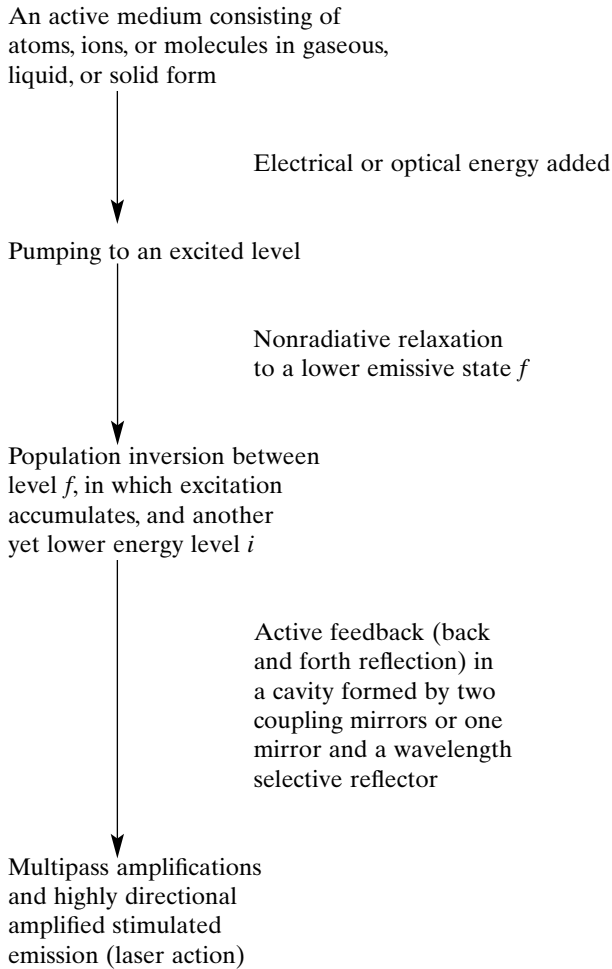 An active medium consisting of
atoms, ions, or molecules in gaseous,
liquid, or solid form
Electrical or optical energy added
Pumping to an excited level
Nonradiative relaxation
to a lower emissive state f
Population inversion between
level f, in which excitation
accumulates, and another
yet lower energy level i
Active feedback (back
and forth reflection) in
a cavity formed by two
coupling mirrors or one
mirror and a wavelength
selective reflector
Multipass amplifications
and highly directional
amplified stimulated
emission (laser action)